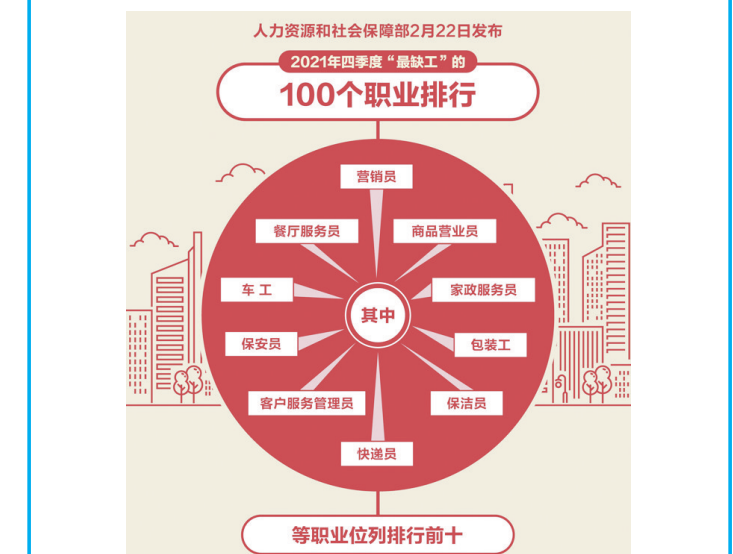 人力资源和社会保障部2月22日发布
2021年四季度“最缺工”的
100个职业排行
营销员
餐厅服务员
商品营业员
车工
家政服务员
其中
保安员
包装工
客户服务管理员
保洁员
快递员
等职业位列排行前十